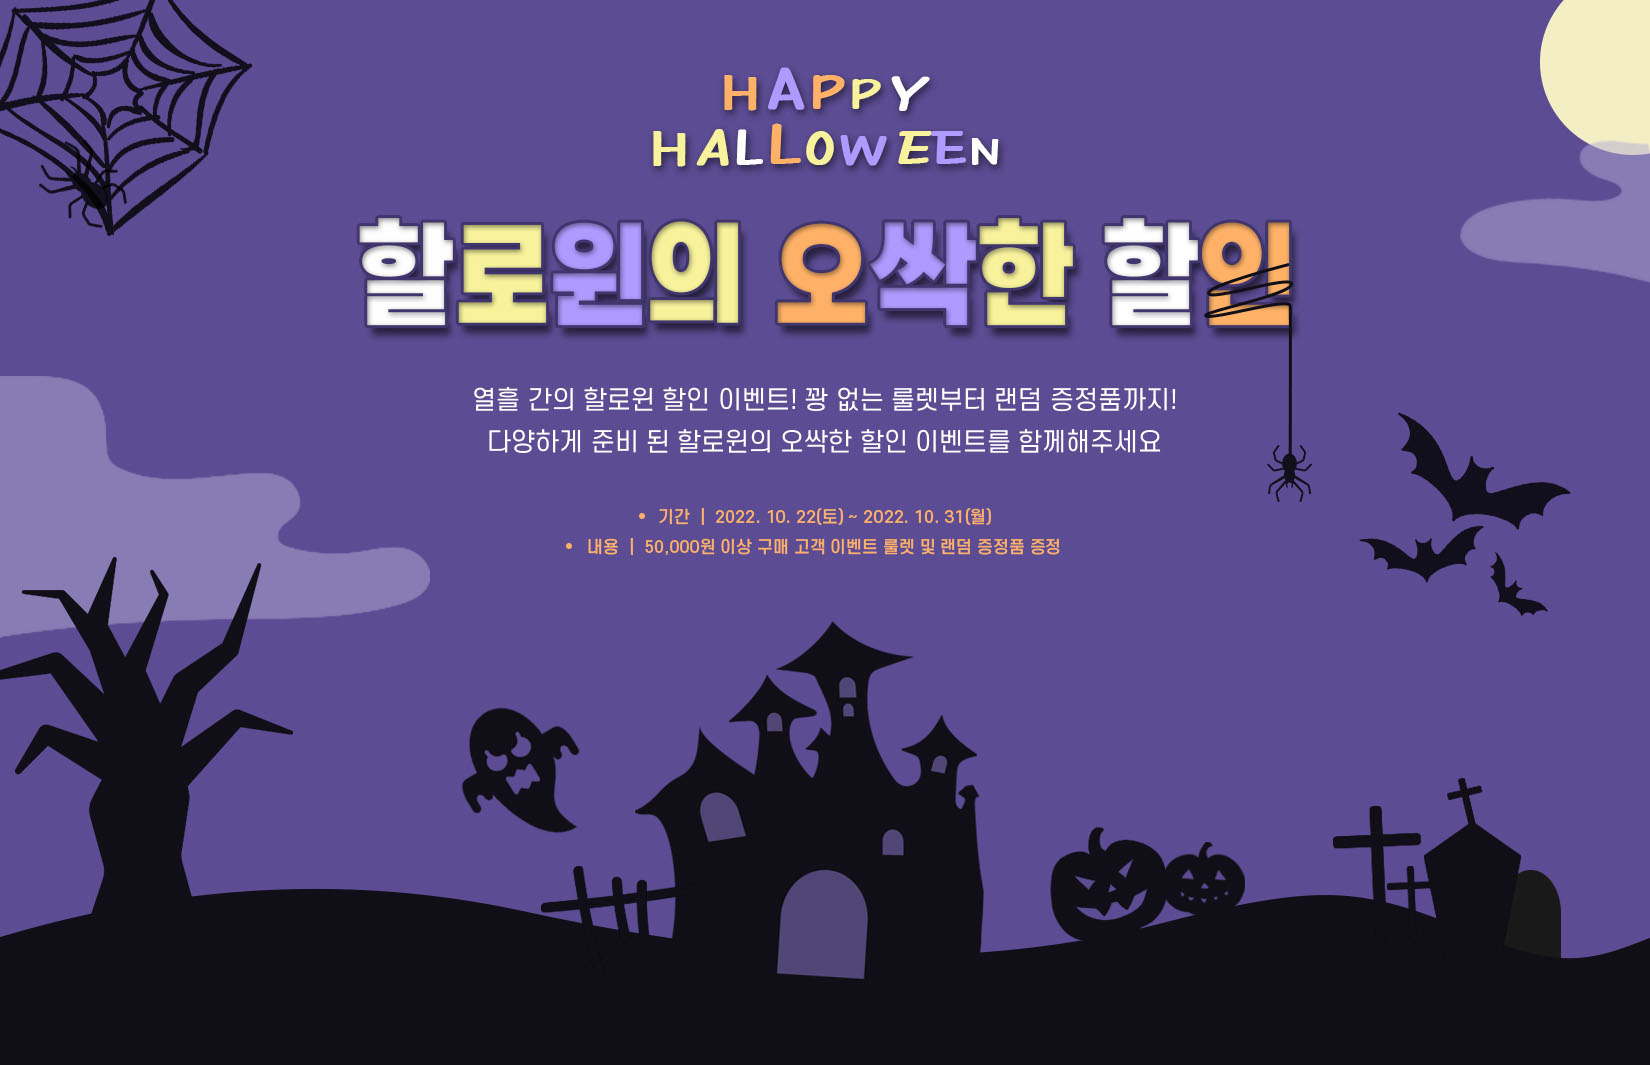 HAPPY
HALLOWEEN
할로윈의 오싹한 할인
열흘 간의 할로윈 할인 이벤트! 꽝 없는 룰렛부터 랜덤 증정품까지!
다양하게 준비 된 할로윈의 오싹한 할인 이벤트를 함께해주세요
• 기간 | 2022. 10. 22(토) ~ 2022. 10. 31(월)
• 내용 | 50,000원 이상 구매 고객 이벤트 룰렛 및 랜덤 증정품 증정